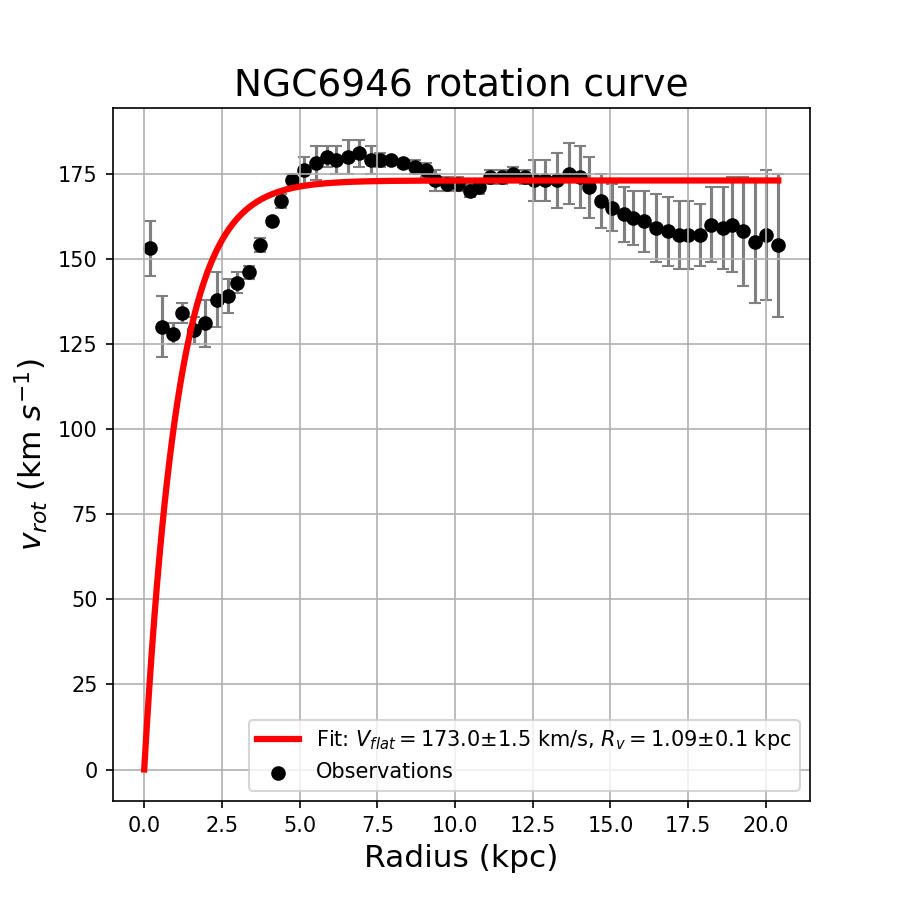 NGC6946 rotation curve
v_rot (km s⁻¹)
175
150
125
100
75
50
25
0
Fit: V_flat = 173.0±1.5 km/s, R_v = 1.09±0.1 kpc
Observations
0.0 2.5 5.0 7.5 10.0 12.5 15.0 17.5 20.0
Radius (kpc)